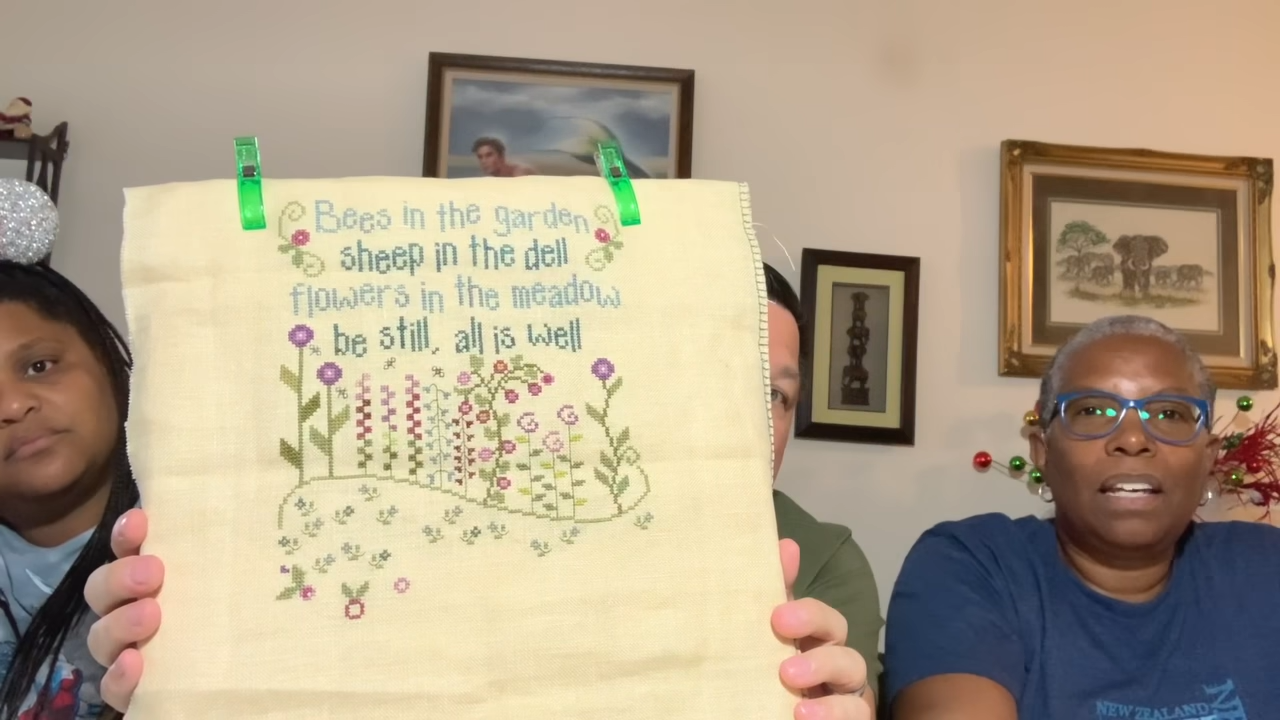 Bees in the garden
sheep in the dell
flowers in the meadow
be still, all is well
NEW ZEALAND